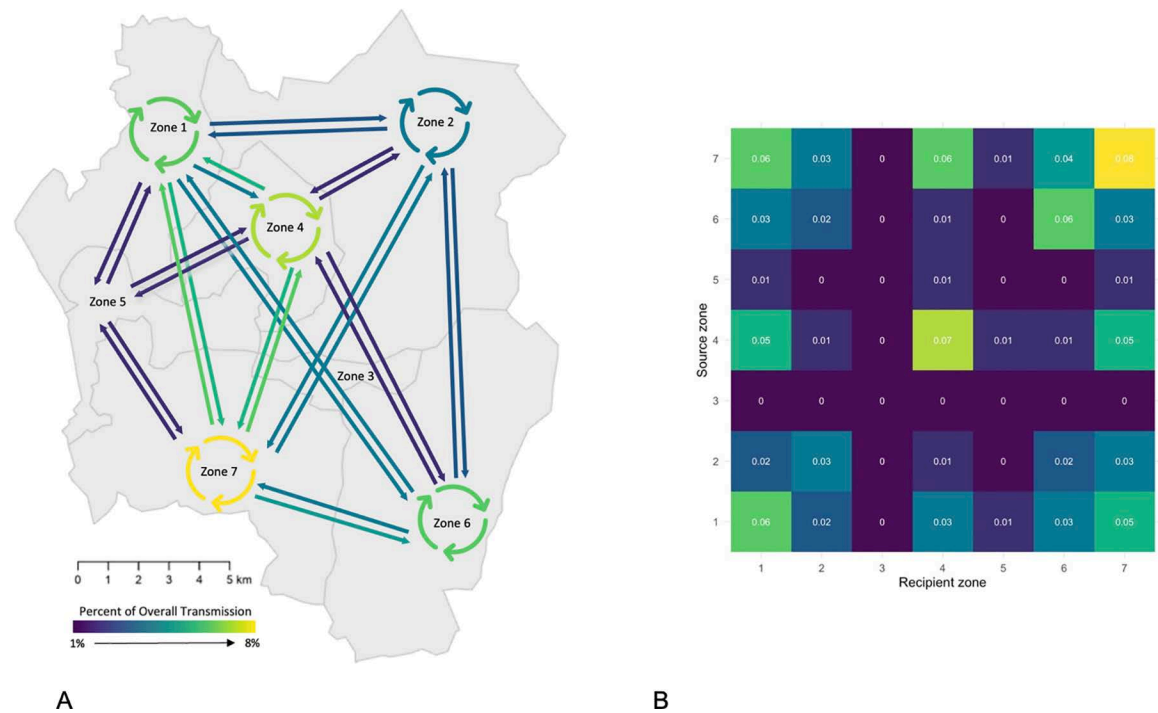 Zone 1
Zone 2
Zone 4
Zone 5
Zone 3
Zone 7
Zone 6
0 1 2 3 4 5 km
Percent of Overall Transmission
1% 8%
A
Source zone
7 0.06 0.03 0 0.06 0.01 0.04 0.08
6 0.03 0.02 0 0.01 0 0.06 0.03
5 0.01 0 0 0.01 0 0 0.01
4 0.05 0.01 0 0.07 0.01 0.01 0.05
3 0 0 0 0 0 0 0
2 0.02 0.03 0 0.01 0 0.02 0.03
1 0.06 0.02 0 0.03 0.01 0.03 0.05
1 2 3 4 5 6 7
Recipient zone
B